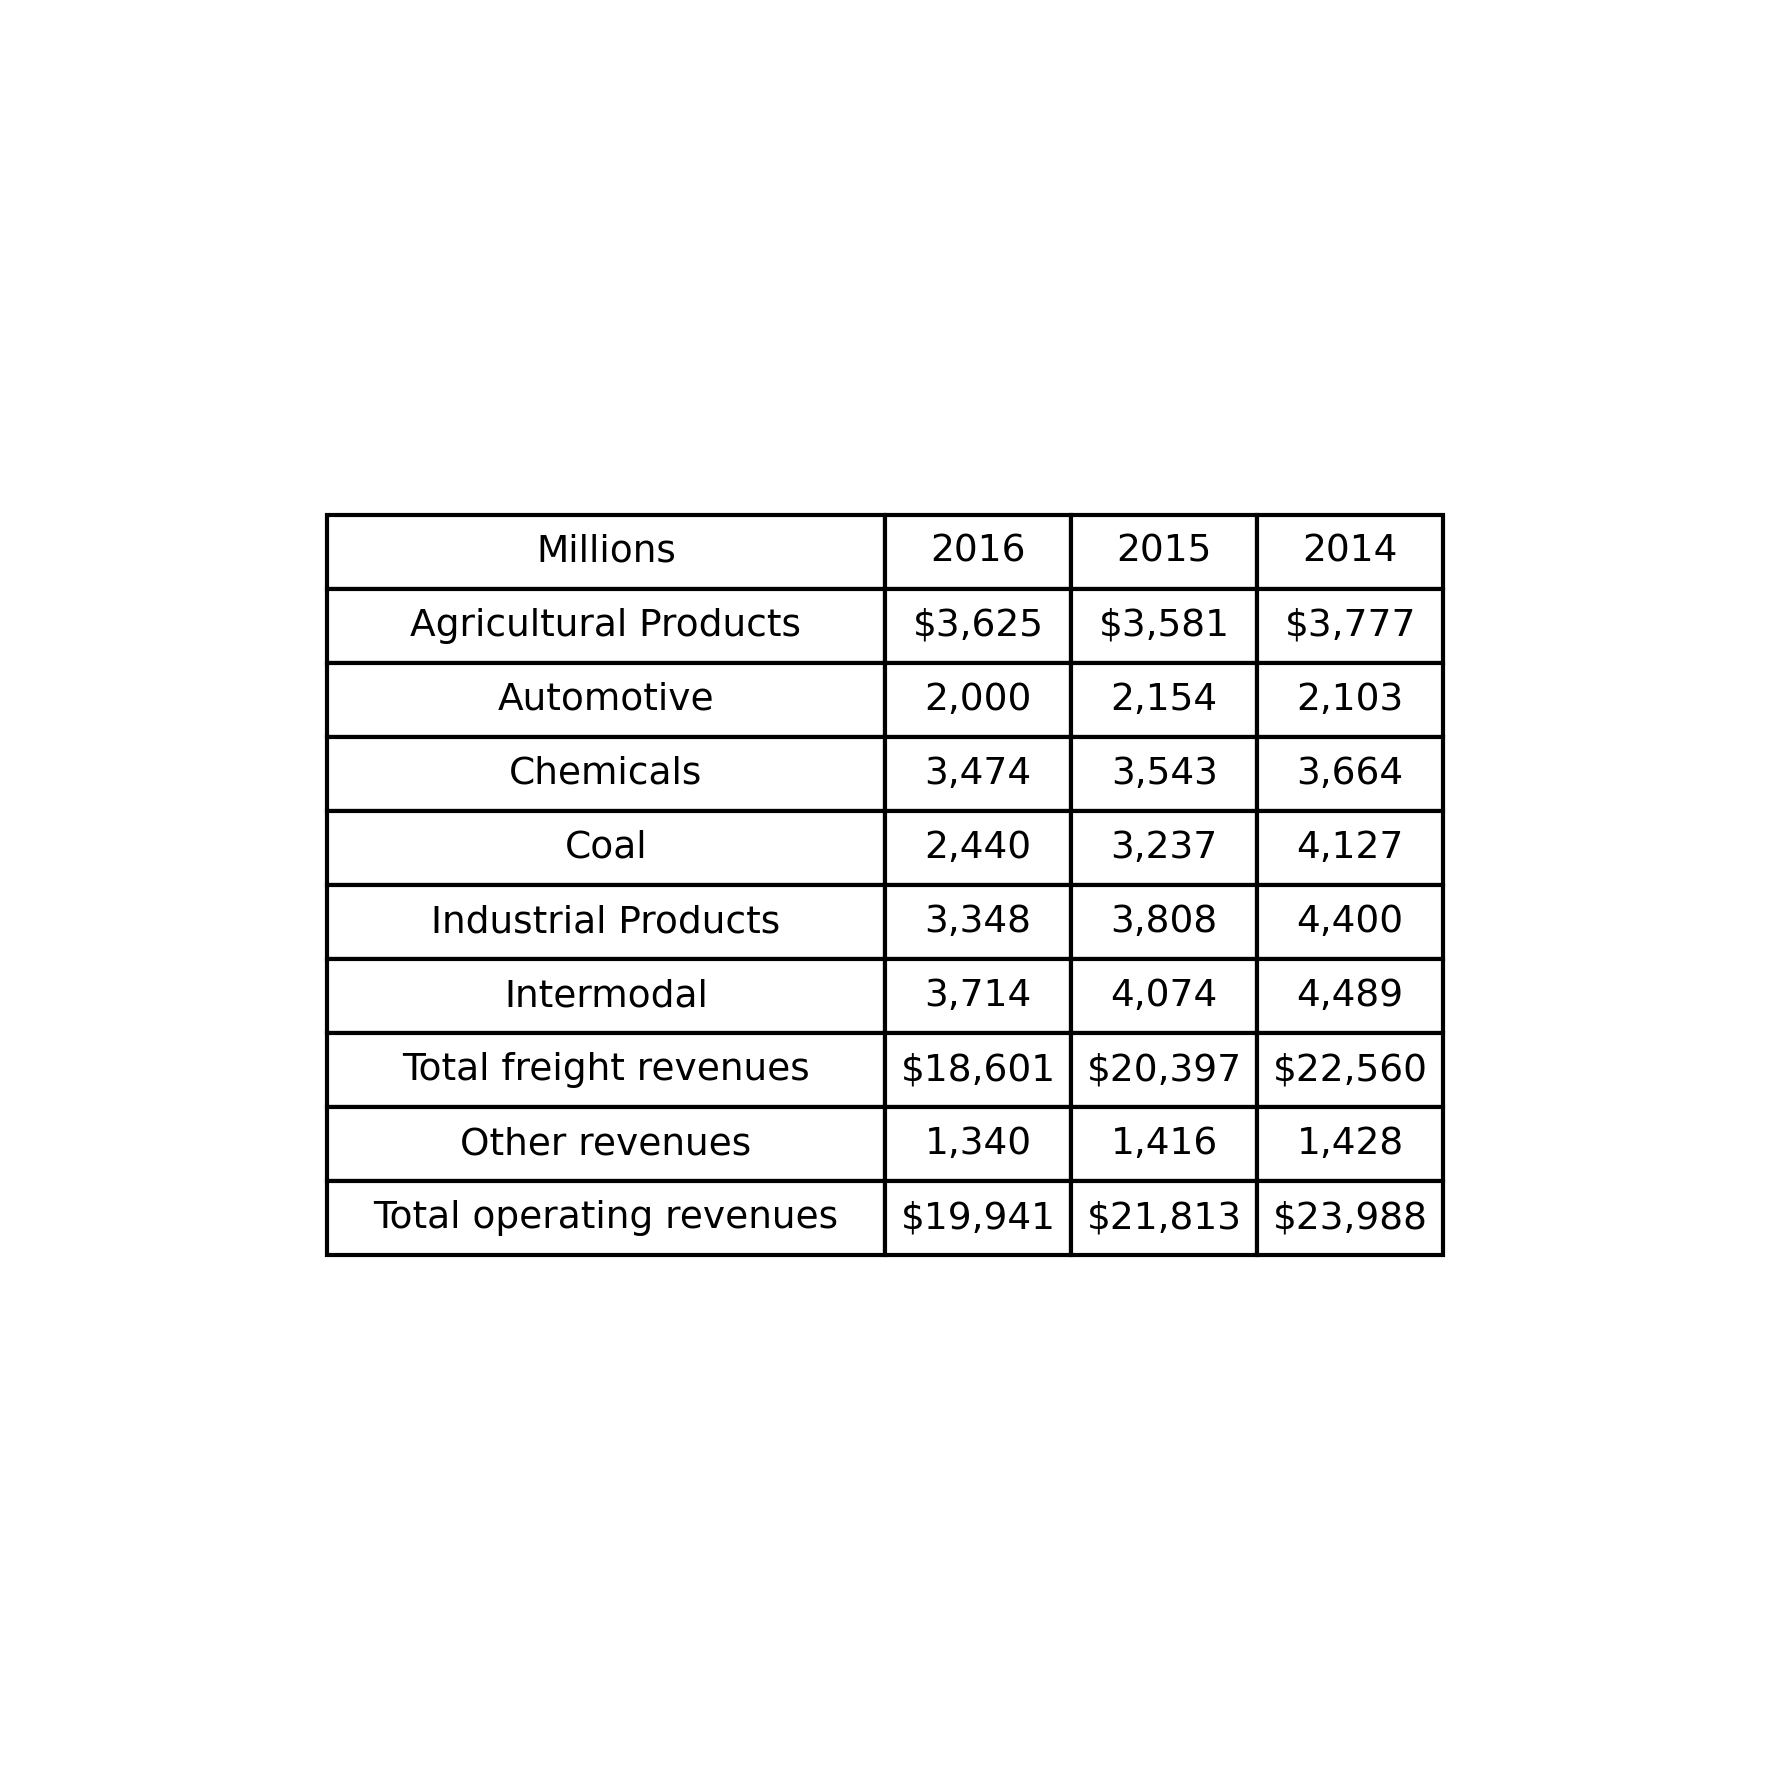 Millions 2016 2015 2014
Agricultural Products $3,625 $3,581 $3,777
Automotive 2,000 2,154 2,103
Chemicals 3,474 3,543 3,664
Coal 2,440 3,237 4,127
Industrial Products 3,348 3,808 4,400
Intermodal 3,714 4,074 4,489
Total freight revenues $18,601 $20,397 $22,560
Other revenues 1,340 1,416 1,428
Total operating revenues $19,941 $21,813 $23,988